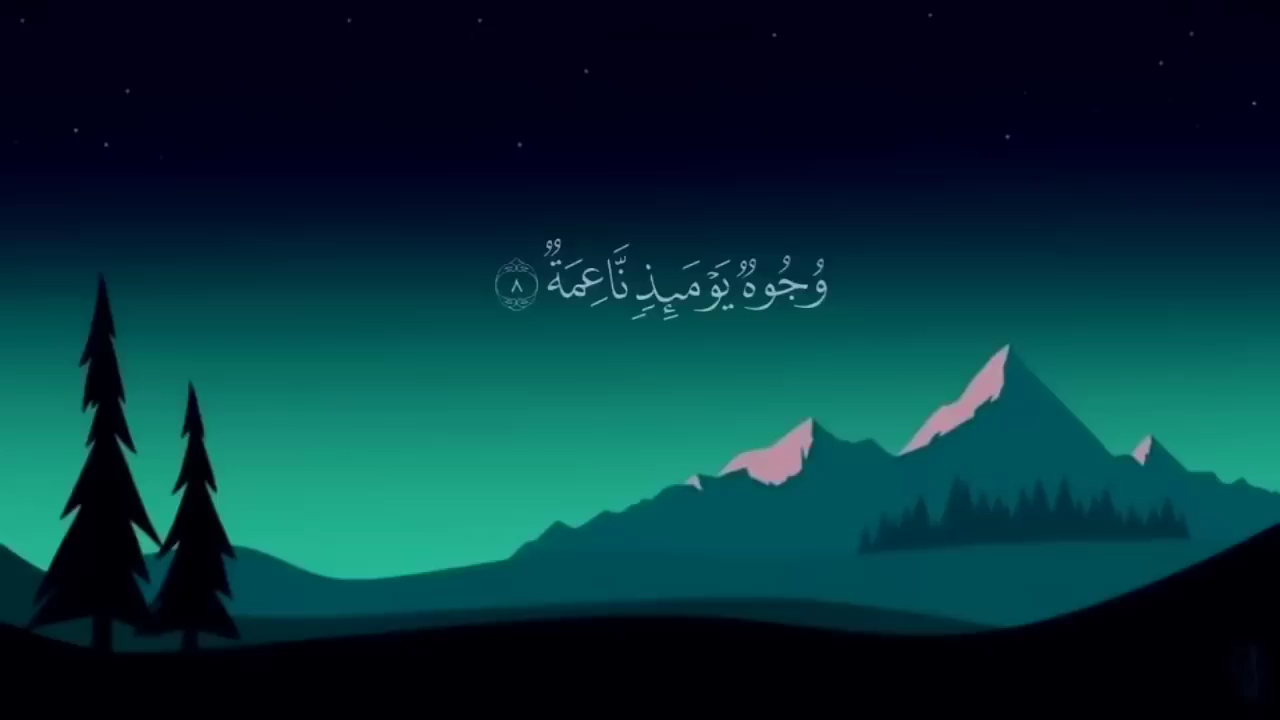 وُجُوهٌ يَوْمَئِذٍ نَّاعِمَةٌ ٨